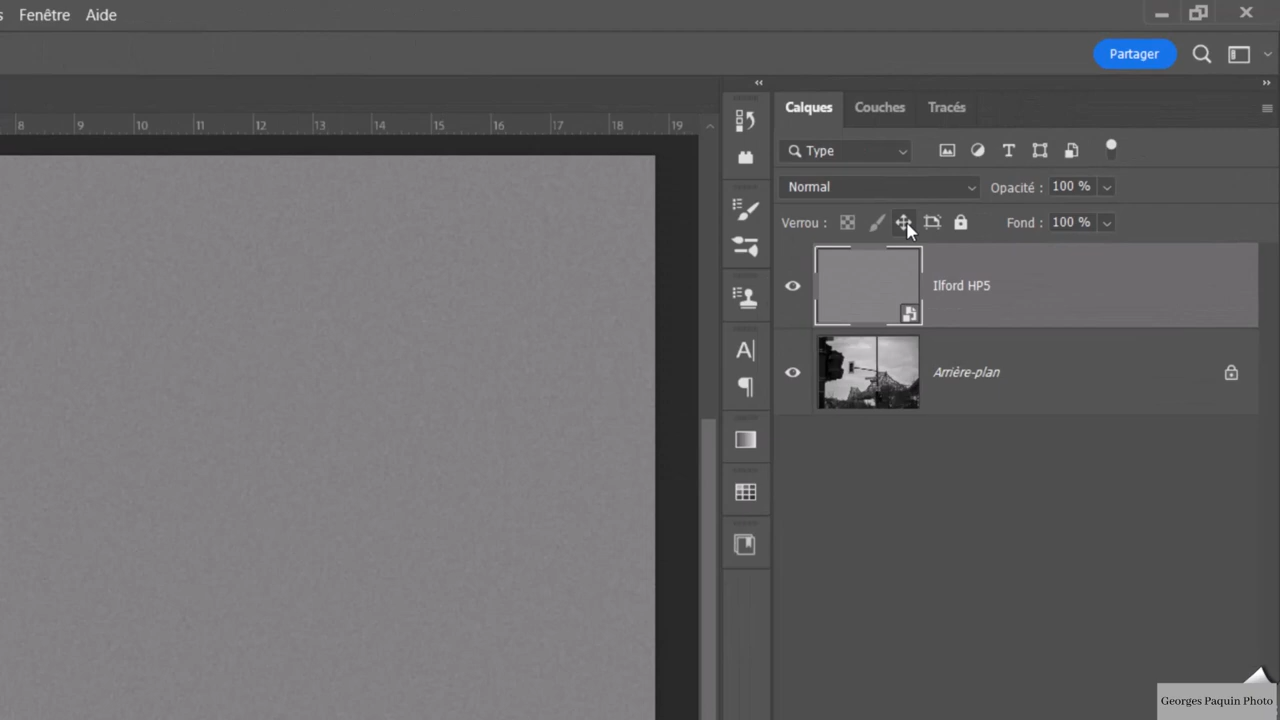 Fenêtre Aide
Partager
8 9 10 11 12 13 14 15 16 17 18 19
Calques Couches Tracés
Type
Normal Opacité : 100 %
Verrou : Fond : 100 %
Ilford HP5
Arrière-plan
Georges Paquin Photo